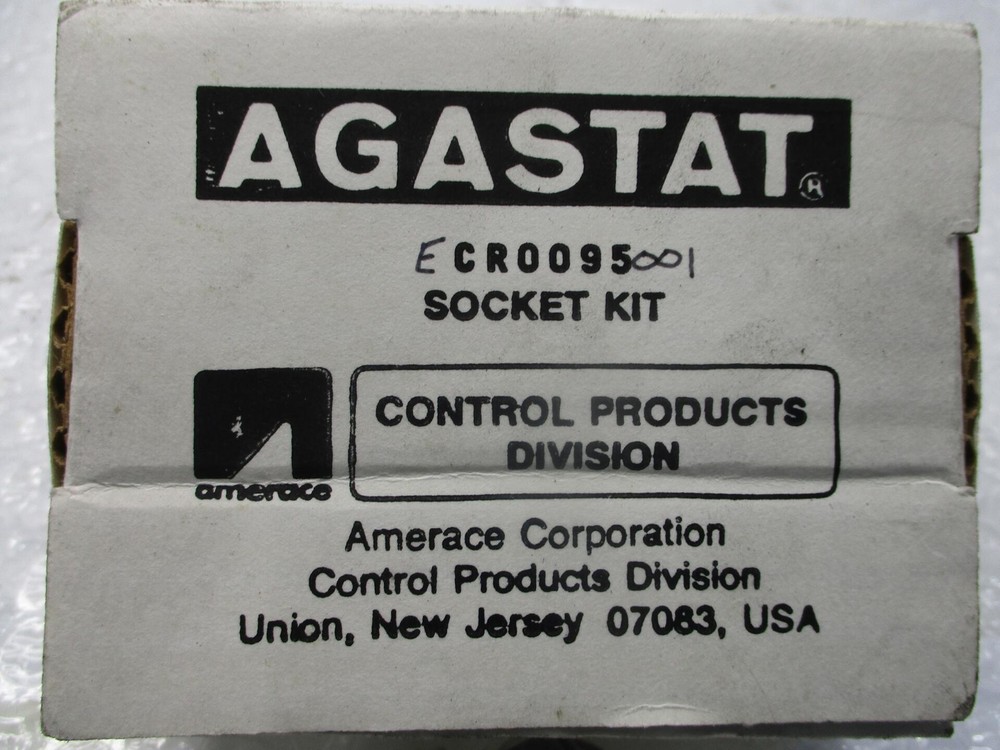 AGASTAT®
ECR0095001
SOCKET KIT
amerace
CONTROL PRODUCTS
DIVISION
Amerace Corporation
Control Products Division
Union, New Jersey 07083, USA